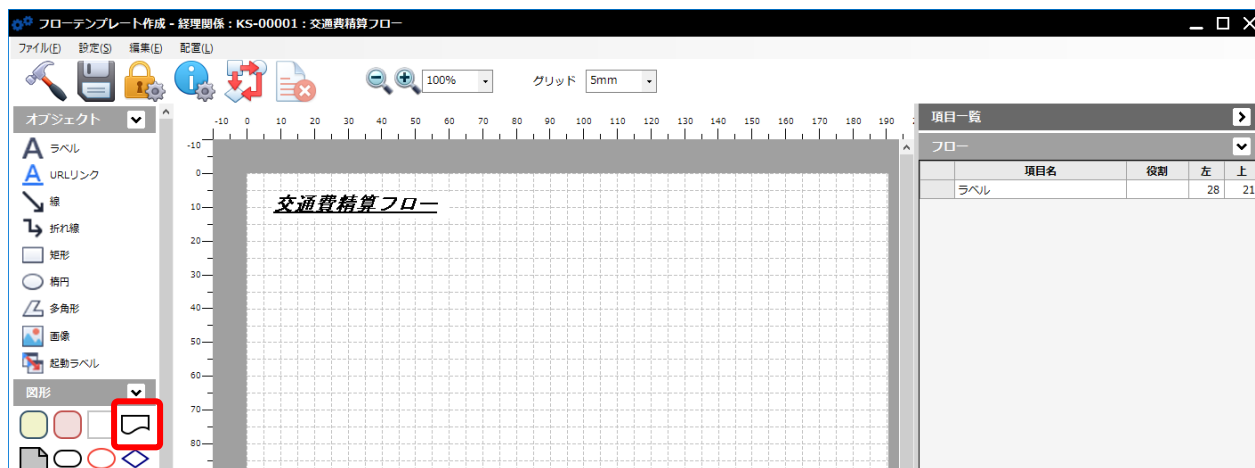 フローテンプレート作成 - 経理関係：KS-00001：交通費精算フロー
ファイル(F) 設定(S) 編集(E) 配置(L)
100% グリッド 5mm
オブジェクト
ラベル
URLリンク
線
折れ線
矩形
楕円
多角形
画像
起動ラベル
図形
-10 0 10 20 30 40 50 60 70 80 90 100 110 120 130 140 150 160 170 180 190
-10
0
10
20
30
40
50
60
70
80
交通費精算フロー
項目一覧
フロー
項目名 役割 左 上
ラベル 28 21